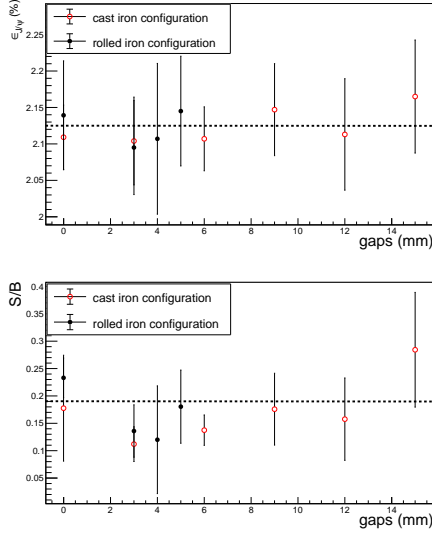 ϵ_{J/ψ} (%)
cast iron configuration
rolled iron configuration
2.25
2.2
2.15
2.1
2.05
2
0 2 4 6 8 10 12 14 16
gaps (mm)
S/B
cast iron configuration
rolled iron configuration
0.4
0.35
0.3
0.25
0.2
0.15
0.1
0.05
0 2 4 6 8 10 12 14 16
gaps (mm)